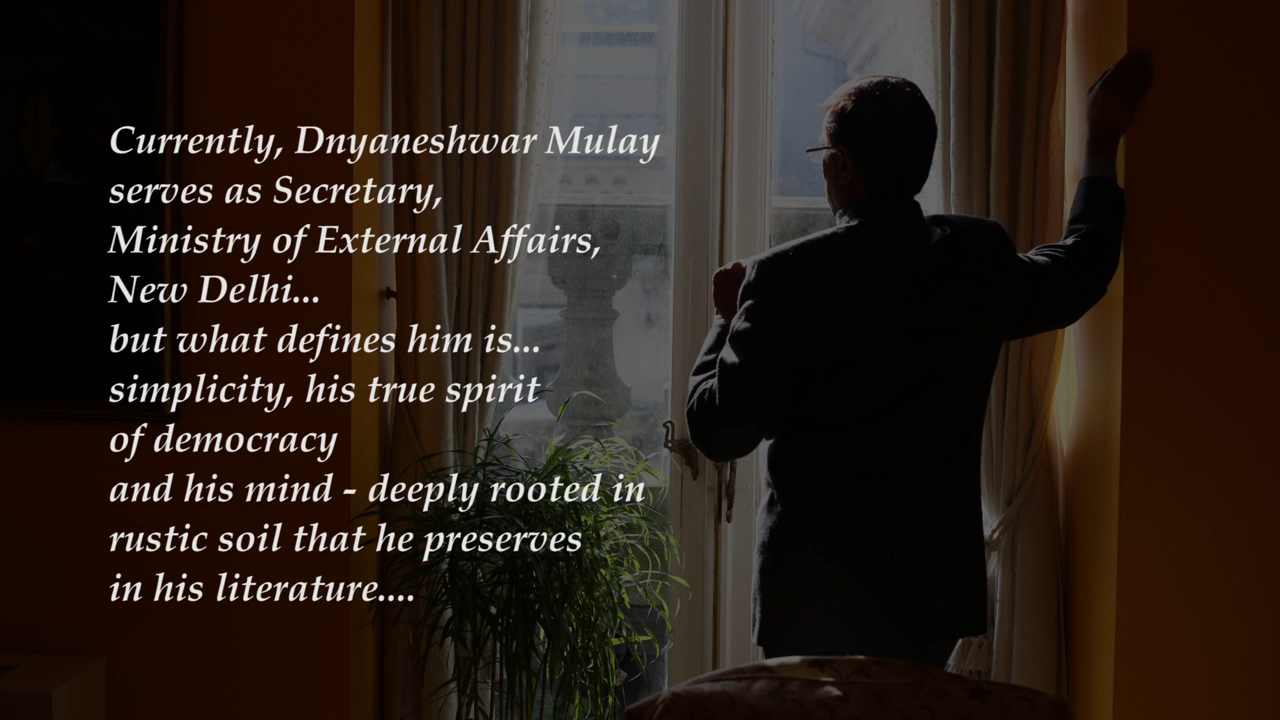 Currently, Dnyaneshwar Mulay
serves as Secretary,
Ministry of External Affairs,
New Delhi...
but what defines him is...
simplicity, his true spirit
of democracy
and his mind - deeply rooted in
rustic soil that he preserves
in his literature....